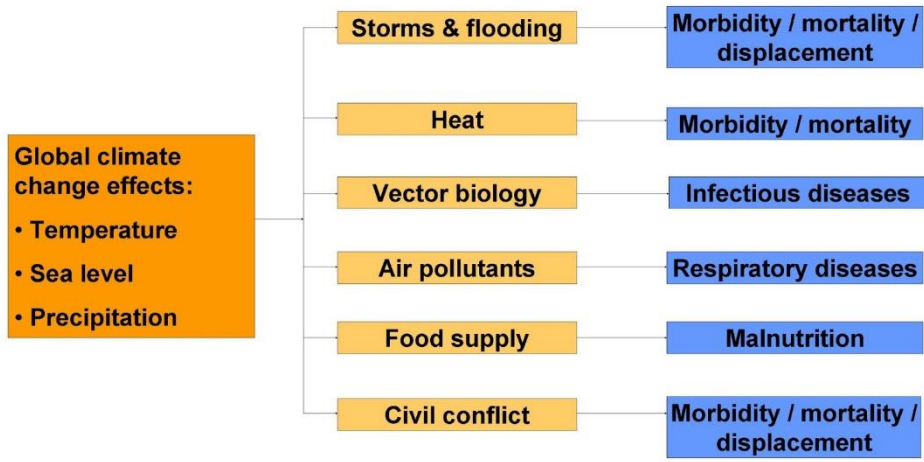 Global climate
change effects:
• Temperature
• Sea level
• Precipitation
Storms & flooding
Morbidity / mortality /
displacement
Heat
Morbidity / mortality
Vector biology
Infectious diseases
Air pollutants
Respiratory diseases
Food supply
Malnutrition
Civil conflict
Morbidity / mortality /
displacement